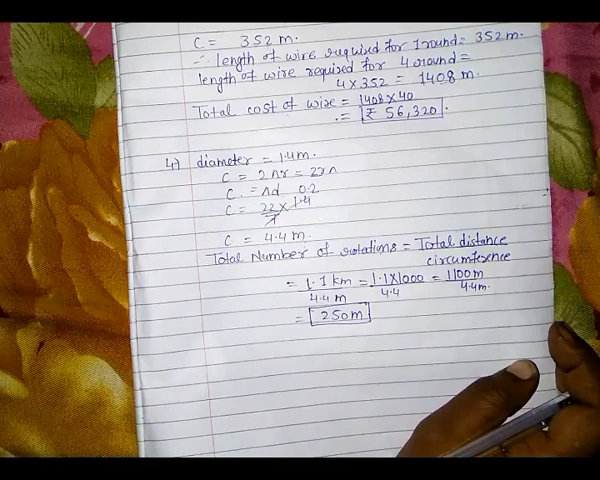 C = 352 m.
∴ length of wire required for 1 round = 352 m.
length of wire required for 4 around =
4 × 352 = 1408 m.
Total cost of wire = 1408 × 40
= ₹ 56,320.
4) diameter = 1.4 m.
C = 2πr = 2rπ
C = πd 0.2
C = 22/7 × 1.4
C = 4.4 m.
Total Number of rotations = Total distance / circumference
= 1.1 km / 4.4 m = 1.1×1000 / 4.4 = 1100 m / 4.4 m.
= 250 m